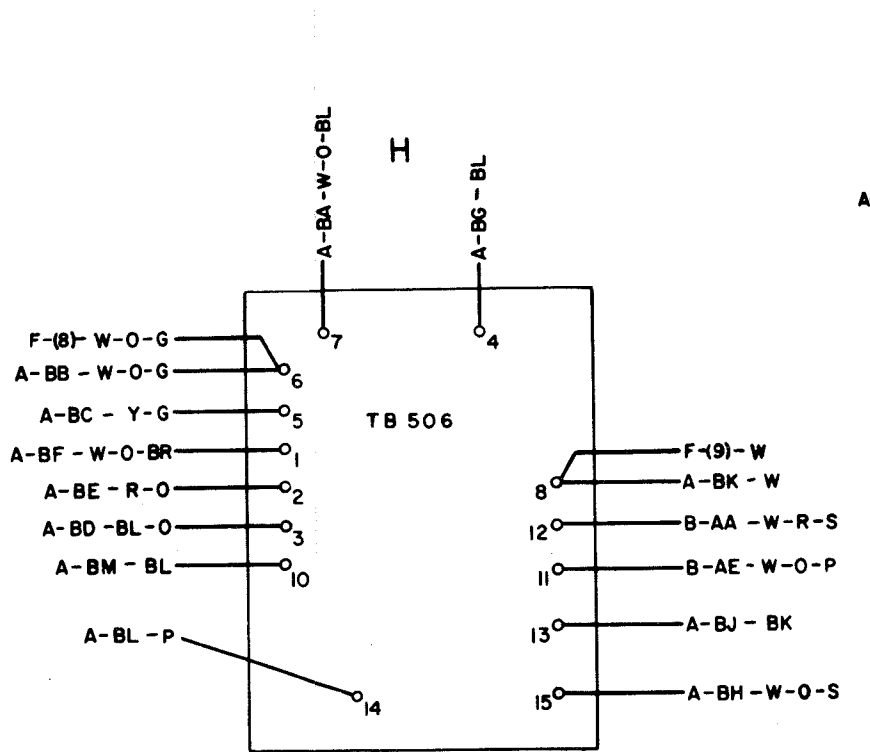 H
A-BA-W-O-BL
A-BG-BL
A
F-(8)-W-O-G
7
4
A-BB-W-O-G
6
A-BC-Y-G
5
TB 506
A-BF-W-O-BR
1
F-(9)-W
A-BE-R-O
2
8
A-BK-W
A-BD-BL-O
3
12
B-AA-W-R-S
A-BM-BL
10
11
B-AE-W-O-P
A-BL-P
13
A-BJ-BK
14
15
A-BH-W-O-S